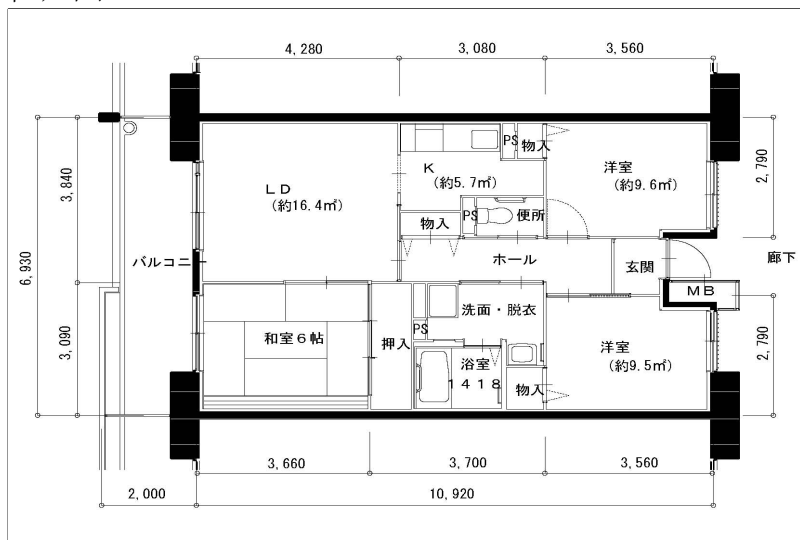 4,280
3,080
3,560
PS
物入
K
(約5.7㎡)
洋室
(約9.6㎡)
2,790
LD
(約16.4㎡)
3,840
物入
PS
便所
6,930
バルコニ
ホール
玄関
廊下
MB
洗面・脱衣
PS
和室6帖
押入
3,090
浴室
1418
物入
洋室
(約9.5㎡)
2,790
3,660
3,700
3,560
2,000
10,920